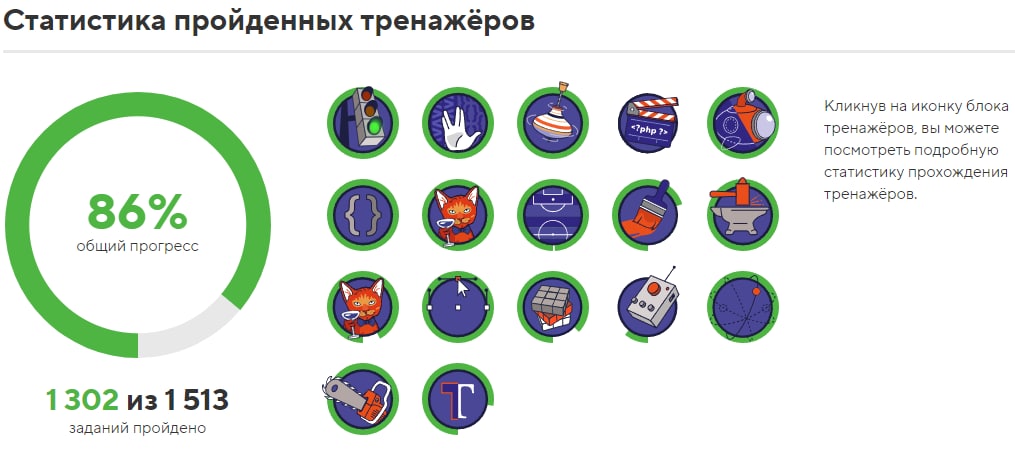 Статистика пройденных тренажёров
86%
общий прогресс
1 302 из 1 513
заданий пройдено
<?php ?>
{ }
T
Кликнув на иконку блока
тренажёров, вы можете
посмотреть подробную
статистику прохождения
тренажёров.